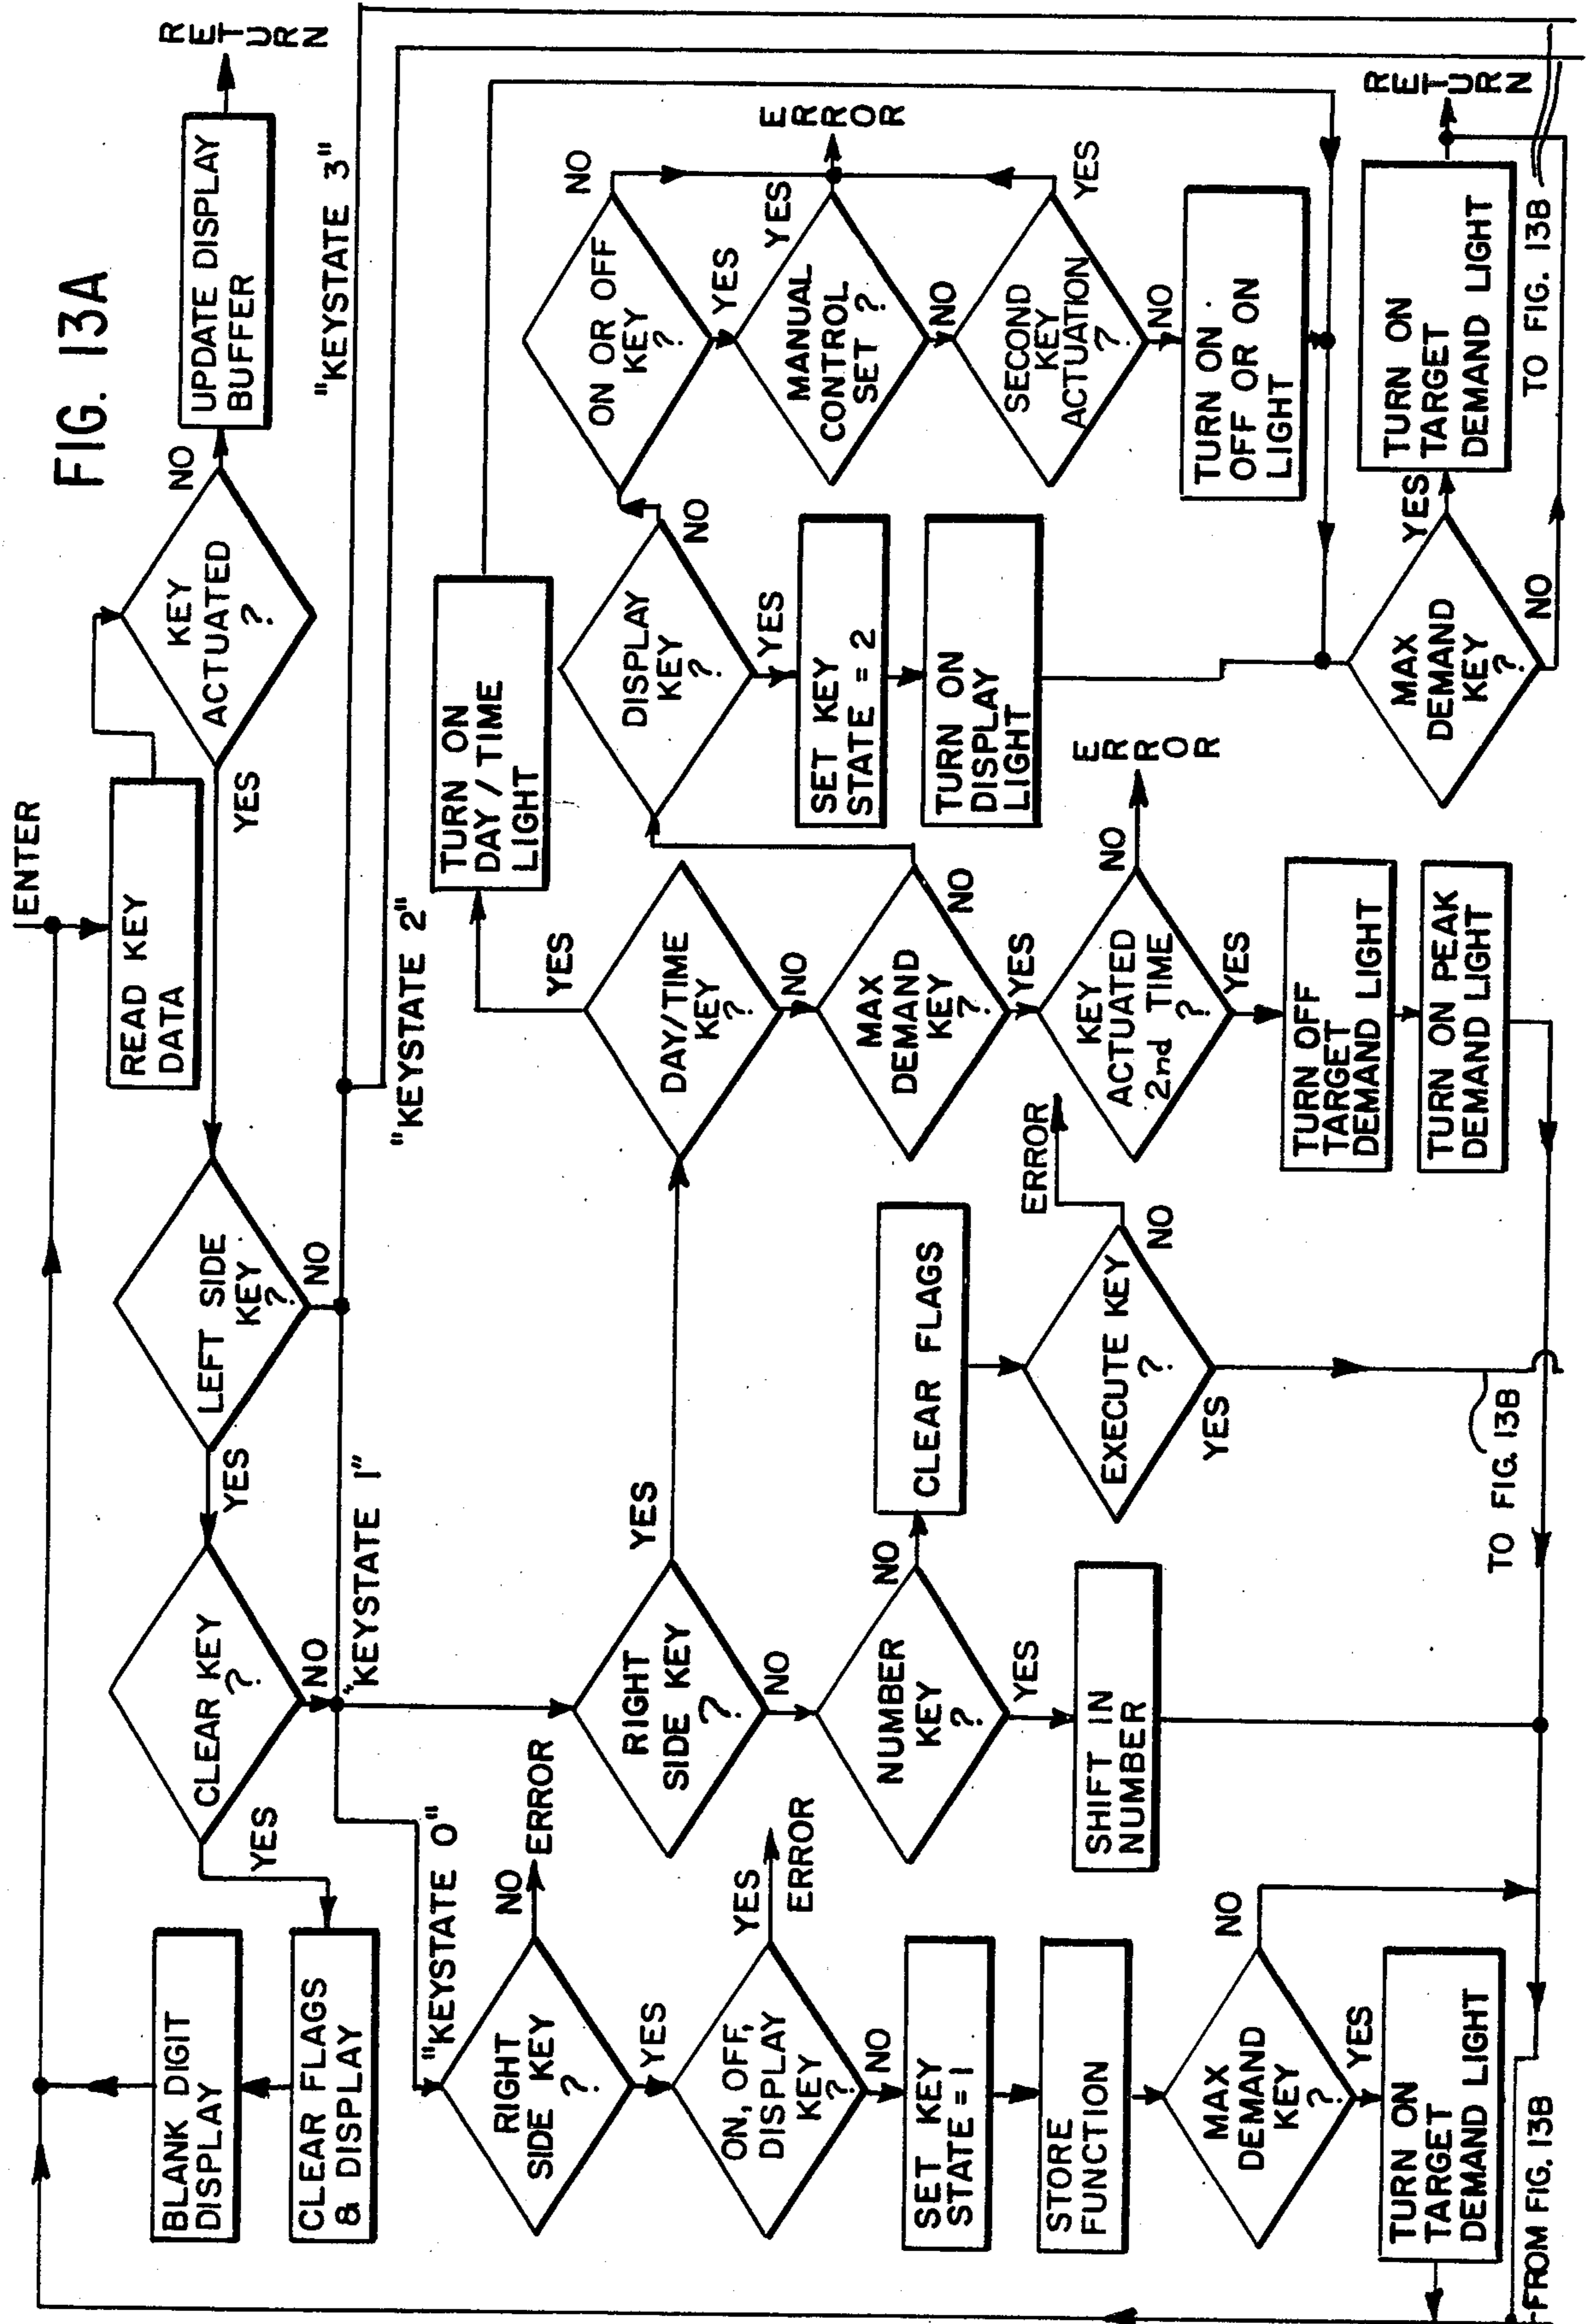 FIG. 13A
ENTER
READ KEY
DATA
KEY
ACTUATED
?
NO
YES
UPDATE DISPLAY
BUFFER
RETURN
LEFT SIDE
KEY
?
YES
NO
CLEAR KEY
?
YES
NO
BLANK DIGIT
DISPLAY
CLEAR FLAGS
& DISPLAY
"KEYSTATE 0"
"KEYSTATE 1"
"KEYSTATE 2"
"KEYSTATE 3"
RIGHT
SIDE KEY
?
NO
ERROR
YES
ON, OFF,
DISPLAY
KEY
?
YES
ERROR
NO
SET KEY
STATE = 1
STORE
FUNCTION
MAX
DEMAND
KEY
?
NO
YES
TURN ON
TARGET
DEMAND LIGHT
FROM FIG. 13B
RIGHT
SIDE KEY
?
YES
NO
NUMBER
KEY
?
NO
YES
SHIFT IN
NUMBER
CLEAR FLAGS
EXECUTE KEY
?
NO
ERROR
YES
TO FIG. 13B
DAY/TIME
KEY
?
YES
NO
TURN ON
DAY / TIME
LIGHT
MAX
DEMAND
KEY
?
NO
YES
KEY
ACTUATED
2nd TIME
?
NO
ERROR
YES
TURN OFF
TARGET
DEMAND LIGHT
TURN ON PEAK
DEMAND LIGHT
DISPLAY
KEY
?
NO
YES
SET KEY
STATE = 2
TURN ON
DISPLAY
LIGHT
ON OR OFF
KEY
?
NO
YES
MANUAL
CONTROL
SET ?
YES
ERROR
NO
SECOND
KEY
ACTUATION
?
YES
NO
TURN ON
OFF OR ON
LIGHT
MAX
DEMAND
KEY
?
YES
NO
TURN ON
TARGET
DEMAND LIGHT
RETURN
TO FIG. 13B